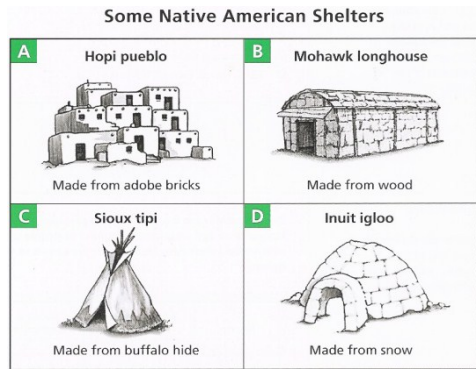 Some Native American Shelters
A
Hopi pueblo
Made from adobe bricks
B
Mohawk longhouse
Made from wood
C
Sioux tipi
Made from buffalo hide
D
Inuit igloo
Made from snow